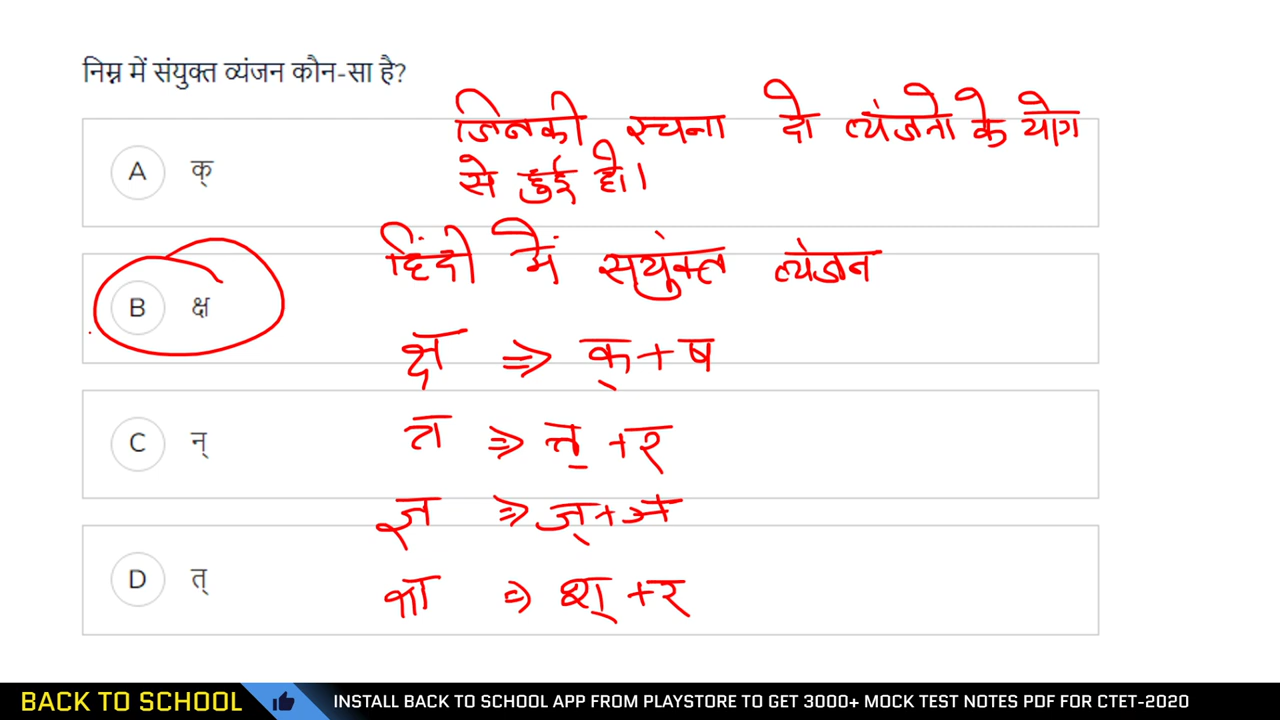 निम्न में संयुक्त व्यंजन कौन-सा है?
जिनकी रचना दो व्यंजनो के योग
से हुई हो।
A क्
हिंदी में सयुंक्त व्यंजन
B क्ष
क्ष ⇒ क् + ष
त्र ⇒ त् + र
C न्
ज्ञ ⇒ ज् + ञ
D त्
श्र ⇒ श् + र
BACK TO SCHOOL INSTALL BACK TO SCHOOL APP FROM PLAYSTORE TO GET 3000+ MOCK TEST NOTES PDF FOR CTET-2020